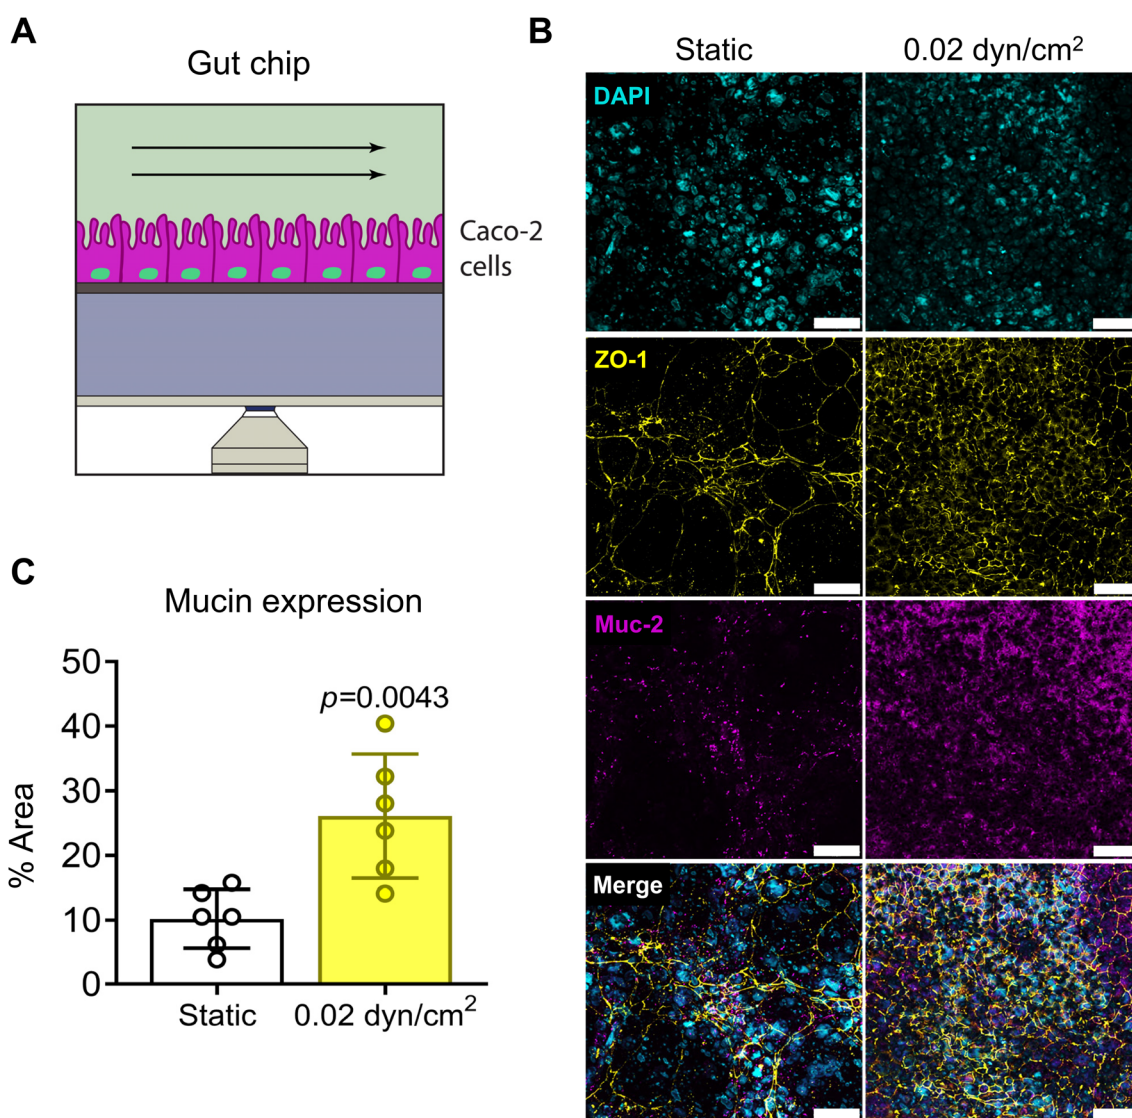 A
Gut chip
Caco-2
cells
B
Static
0.02 dyn/cm²
DAPI
ZO-1
Muc-2
Merge
C
Mucin expression
% Area
50
40
30
20
10
0
p=0.0043
Static
0.02 dyn/cm²